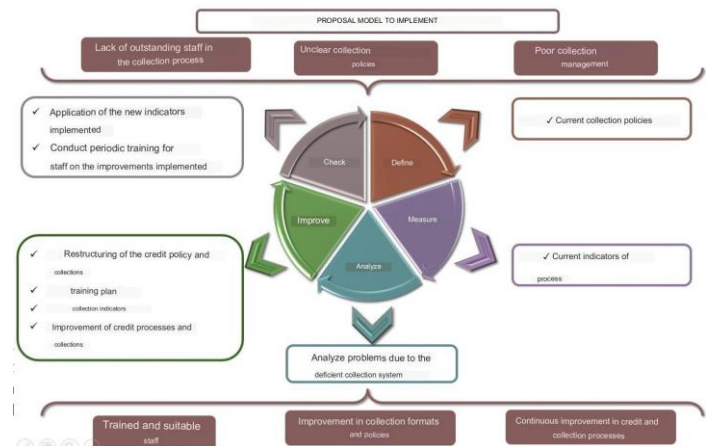 PROPOSAL MODEL TO IMPLEMENT
Lack of outstanding staff in
the collection process
Unclear collection
policies
Poor collection
management
✓ Application of the new indicators
implemented
✓ Conduct periodic training for
staff on the improvements implemented
✓ Current collection policies
Check
Define
Improve
Measure
Analyze
✓ Restructuring of the credit policy and
collections
✓ training plan
✓ collection indicators
✓ Improvement of credit processes and
collections
✓ Current indicators of
process
Analyze problems due to the
deficient collection system
Trained and suitable
staff
Improvement in collection formats
and policies
Continuous improvement in credit and
collection processes